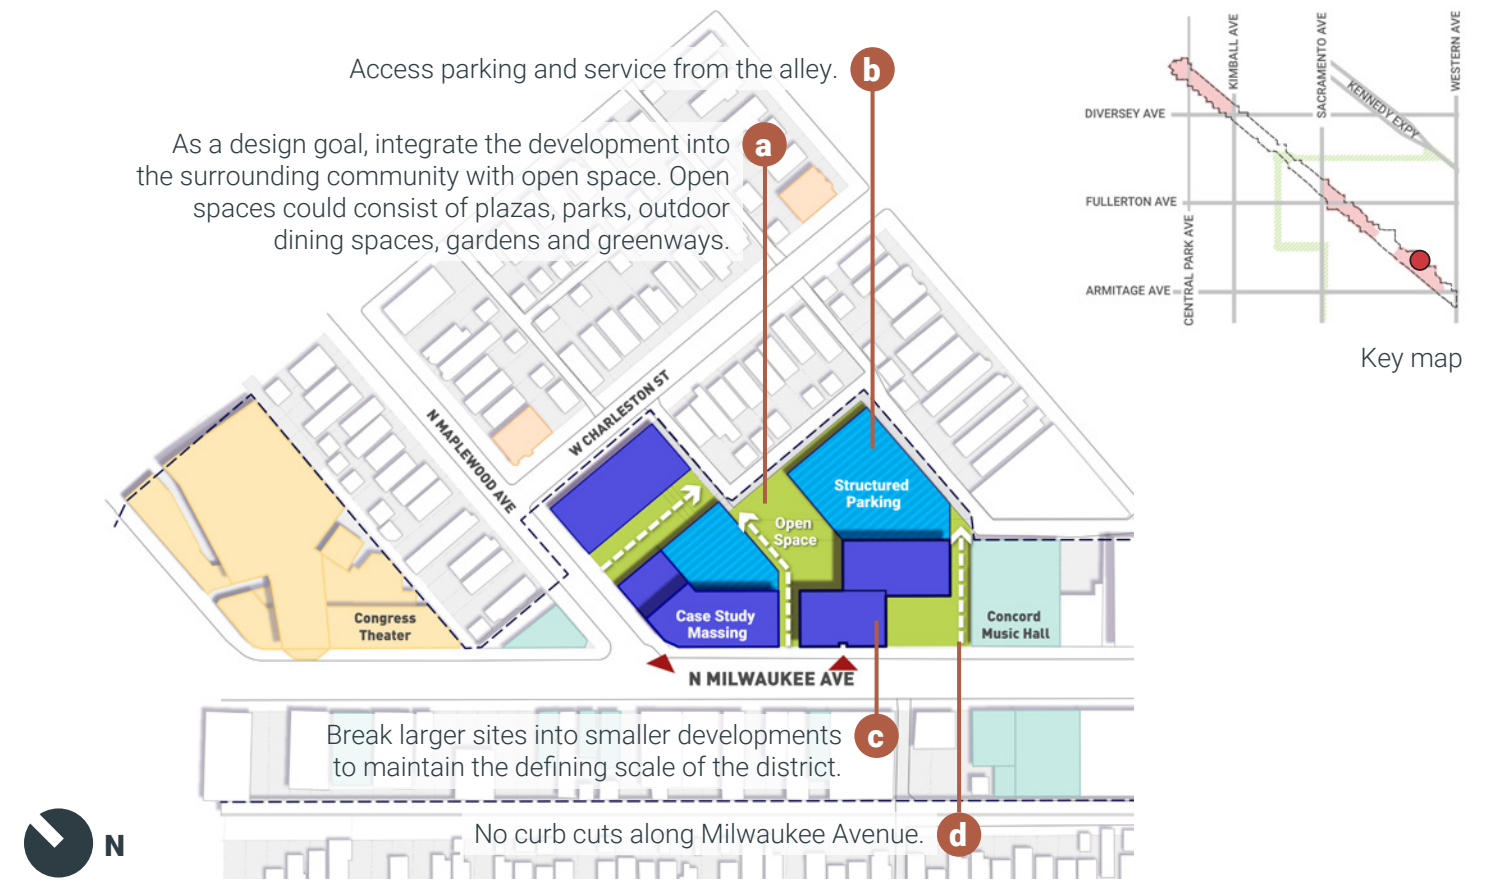 Access parking and service from the alley.
b
As a design goal, integrate the development into
the surrounding community with open space. Open
spaces could consist of plazas, parks, outdoor
dining spaces, gardens and greenways.
a
KIMBALL AVE
SACRAMENTO AVE
WESTERN AVE
KENNEDY EXPY
DIVERSEY AVE
FULLERTON AVE
CENTRAL PARK AVE
ARMITAGE AVE
Key map
N MAPLEWOOD AVE
W CHARLESTON ST
Structured
Parking
Open
Space
Congress
Theater
Case Study
Massing
Concord
Music Hall
N MILWAUKEE AVE
Break larger sites into smaller developments
to maintain the defining scale of the district.
c
No curb cuts along Milwaukee Avenue.
d
N